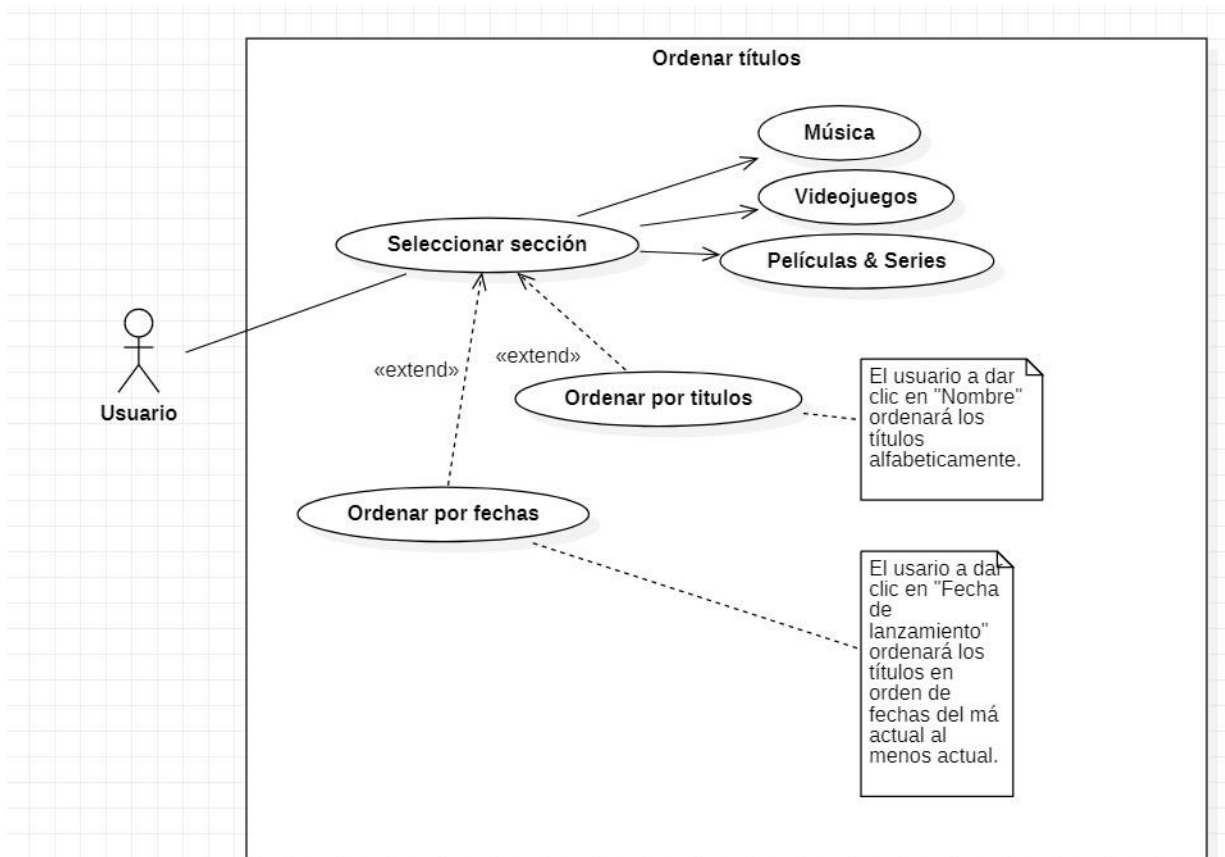 Ordenar títulos
Música
Videojuegos
Seleccionar sección
Películas & Series
«extend»
«extend»
Ordenar por titulos
El usuario a dar
clic en "Nombre"
ordenará los
títulos
alfabeticamente.
Usuario
Ordenar por fechas
El usario a dar
clic en "Fecha
de
lanzamiento"
ordenará los
títulos en
orden de
fechas del má
actual al
menos actual.